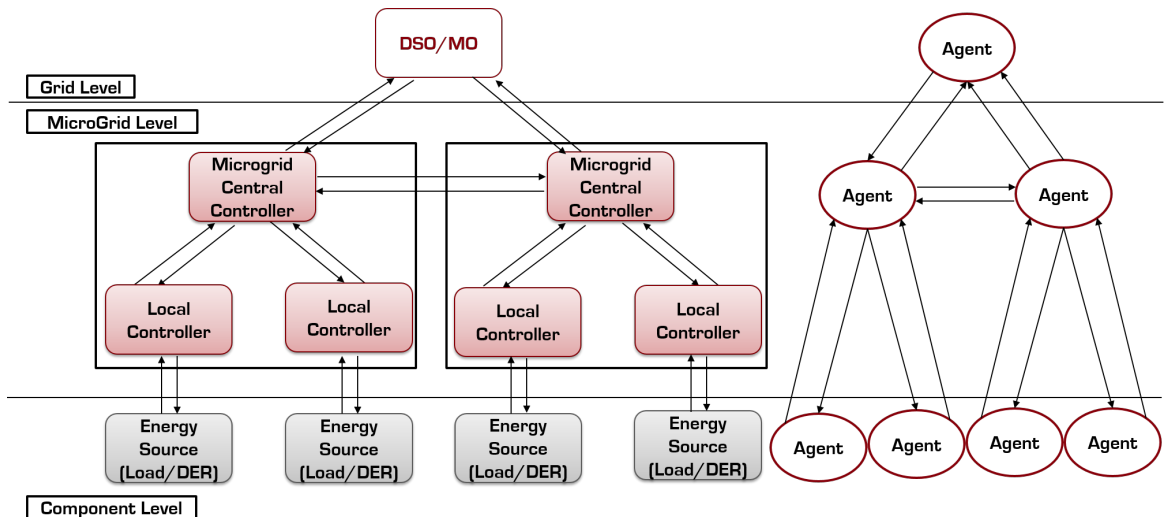 DSO/MO
Agent
Grid Level
MicroGrid Level
Microgrid
Central
Controller
Microgrid
Central
Controller
Agent
Agent
Local
Controller
Local
Controller
Local
Controller
Local
Controller
Energy
Source
(Load/DER)
Energy
Source
(Load/DER)
Energy
Source
(Load/DER)
Energy
Source
(Load/DER)
Agent
Agent
Agent
Agent
Component Level